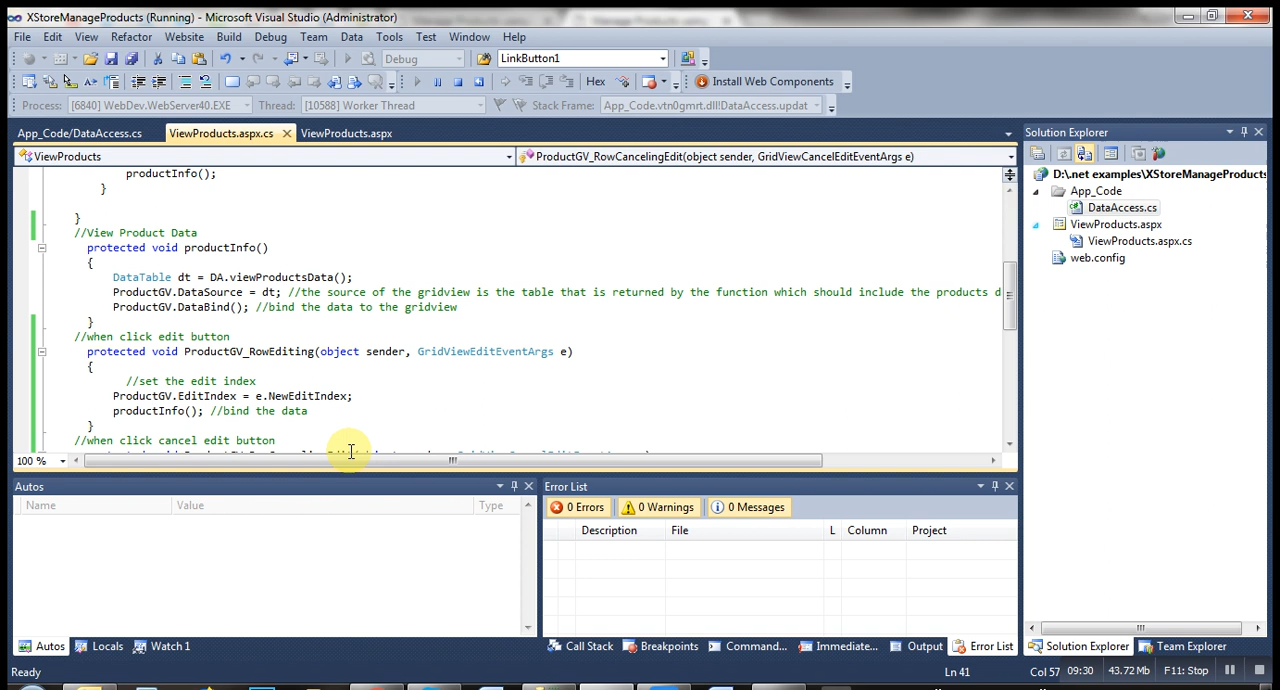 XStoreManageProducts (Running) - Microsoft Visual Studio (Administrator)
File Edit View Refactor Website Build Debug Team Data Tools Test Window Help
Debug LinkButton1
Hex Install Web Components
Process: [6840] WebDev.WebServer40.EXE Thread: [10588] Worker Thread Stack Frame: App_Code.vtn0gmrt.dll!DataAccess.updat
App_Code/DataAccess.cs ViewProducts.aspx.cs ViewProducts.aspx
Solution Explorer
ViewProducts ProductGV_RowCancelingEdit(object sender, GridViewCancelEditEventArgs e)
productInfo();
}
}
//View Product Data
protected void productInfo()
{
DataTable dt = DA.viewProductsData();
ProductGV.DataSource = dt; //the source of the gridview is the table that is returned by the function which should include the products d
ProductGV.DataBind(); //bind the data to the gridview
}
//when click edit button
protected void ProductGV_RowEditing(object sender, GridViewEditEventArgs e)
{
//set the edit index
ProductGV.EditIndex = e.NewEditIndex;
productInfo(); //bind the data
}
//when click cancel edit button
100 %
D:\.net examples\XStoreManageProducts
App_Code
DataAccess.cs
ViewProducts.aspx
ViewProducts.aspx.cs
web.config
Autos
Name Value Type
Error List
0 Errors 0 Warnings 0 Messages
Description File L Column Project
Autos Locals Watch 1
Call Stack Breakpoints Command... Immediate... Output Error List
Solution Explorer Team Explorer
Ready Ln 41 Col 57 09:30 43.72 Mb F11: Stop